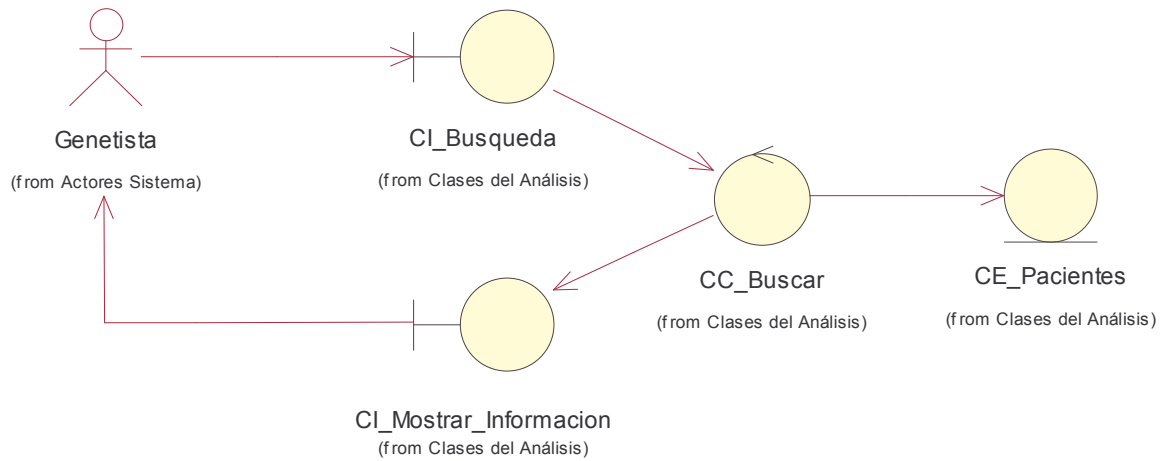 Genetista
(from Actores Sistema)
CI_Busqueda
(from Clases del Análisis)
CC_Buscar
(from Clases del Análisis)
CE_Pacientes
(from Clases del Análisis)
CI_Mostrar_Informacion
(from Clases del Análisis)